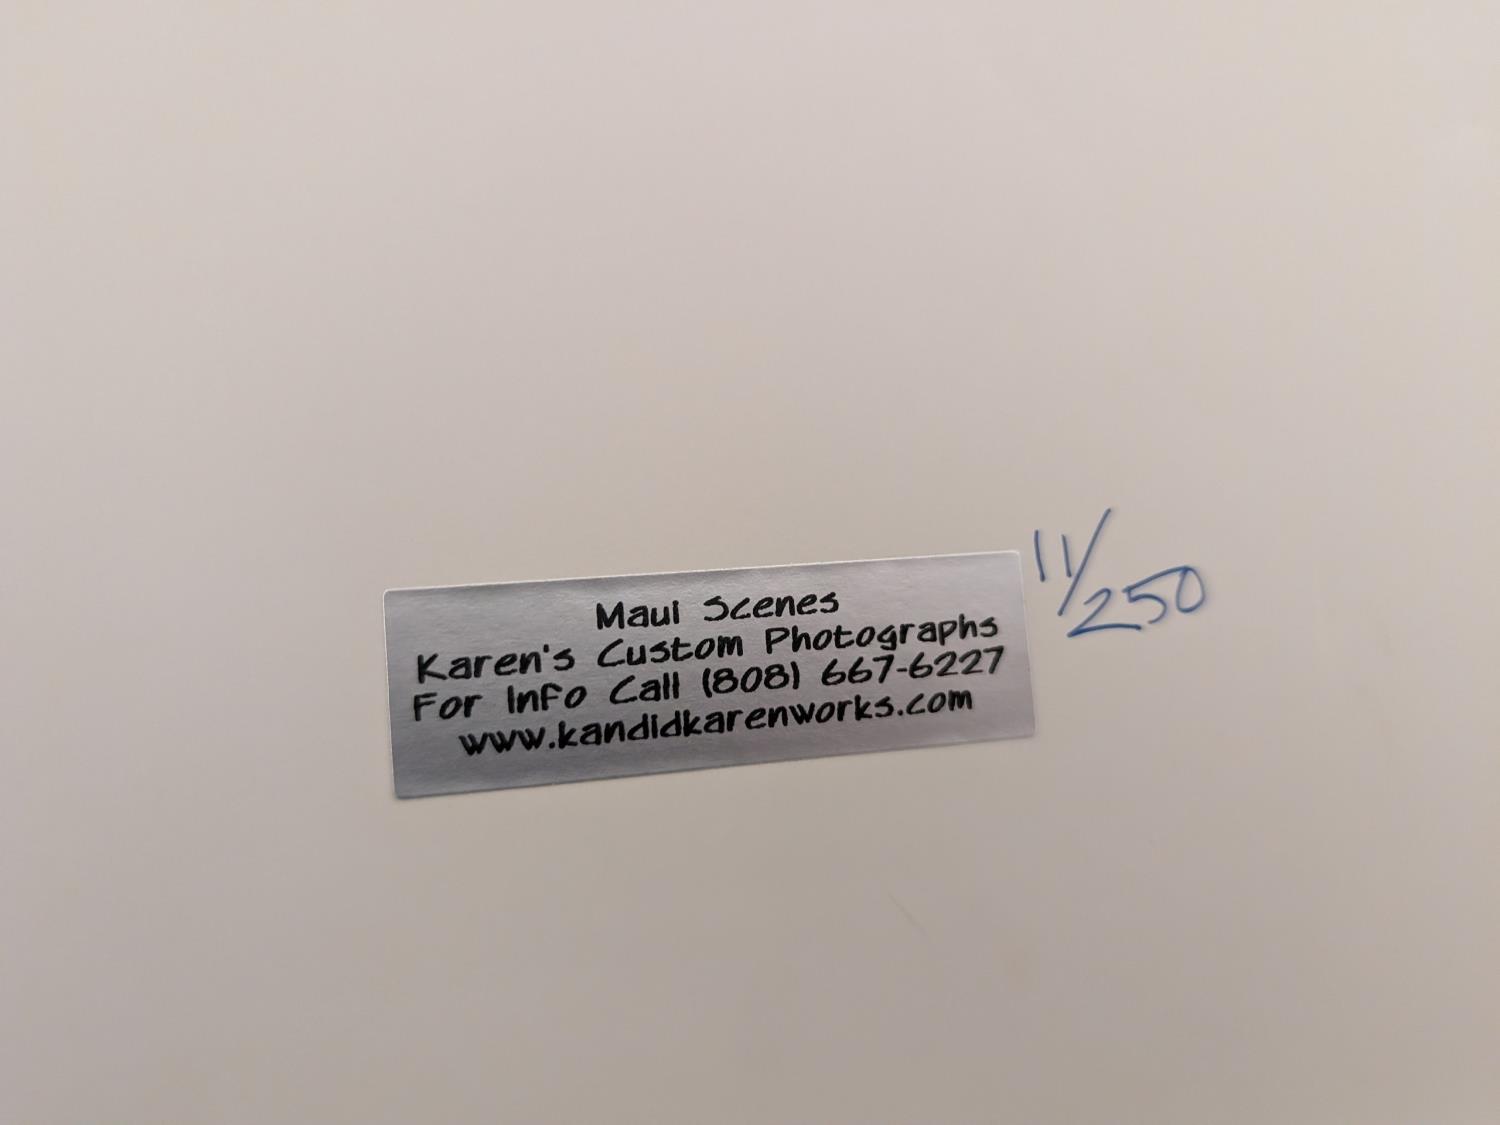 Maui Scenes
Karen's Custom Photographs
For Info Call (808) 667-6227
www.kandidkarenworks.com
11/250